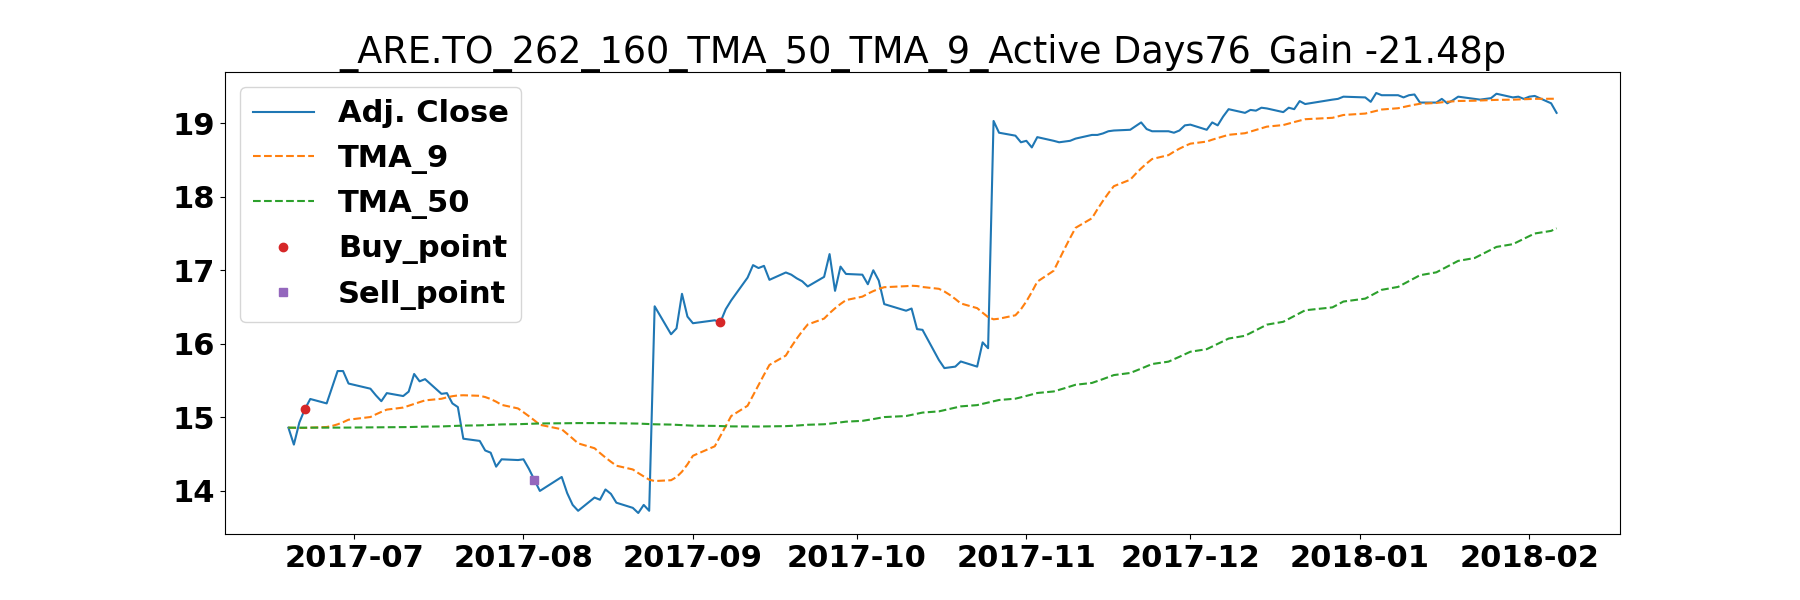 _ARE.TO_262_160_TMA_50_TMA_9_Active Days76_Gain -21.48p
Adj. Close
TMA_9
TMA_50
Buy_point
Sell_point
19
18
17
16
15
14
2017-07 2017-08 2017-09 2017-10 2017-11 2017-12 2018-01 2018-02